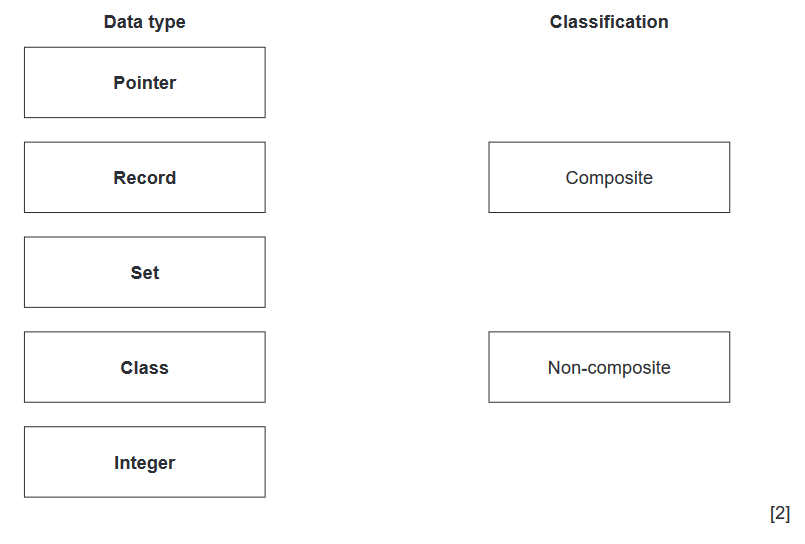 Data type Classification
Pointer
Record Composite
Set
Class Non-composite
Integer
[2]